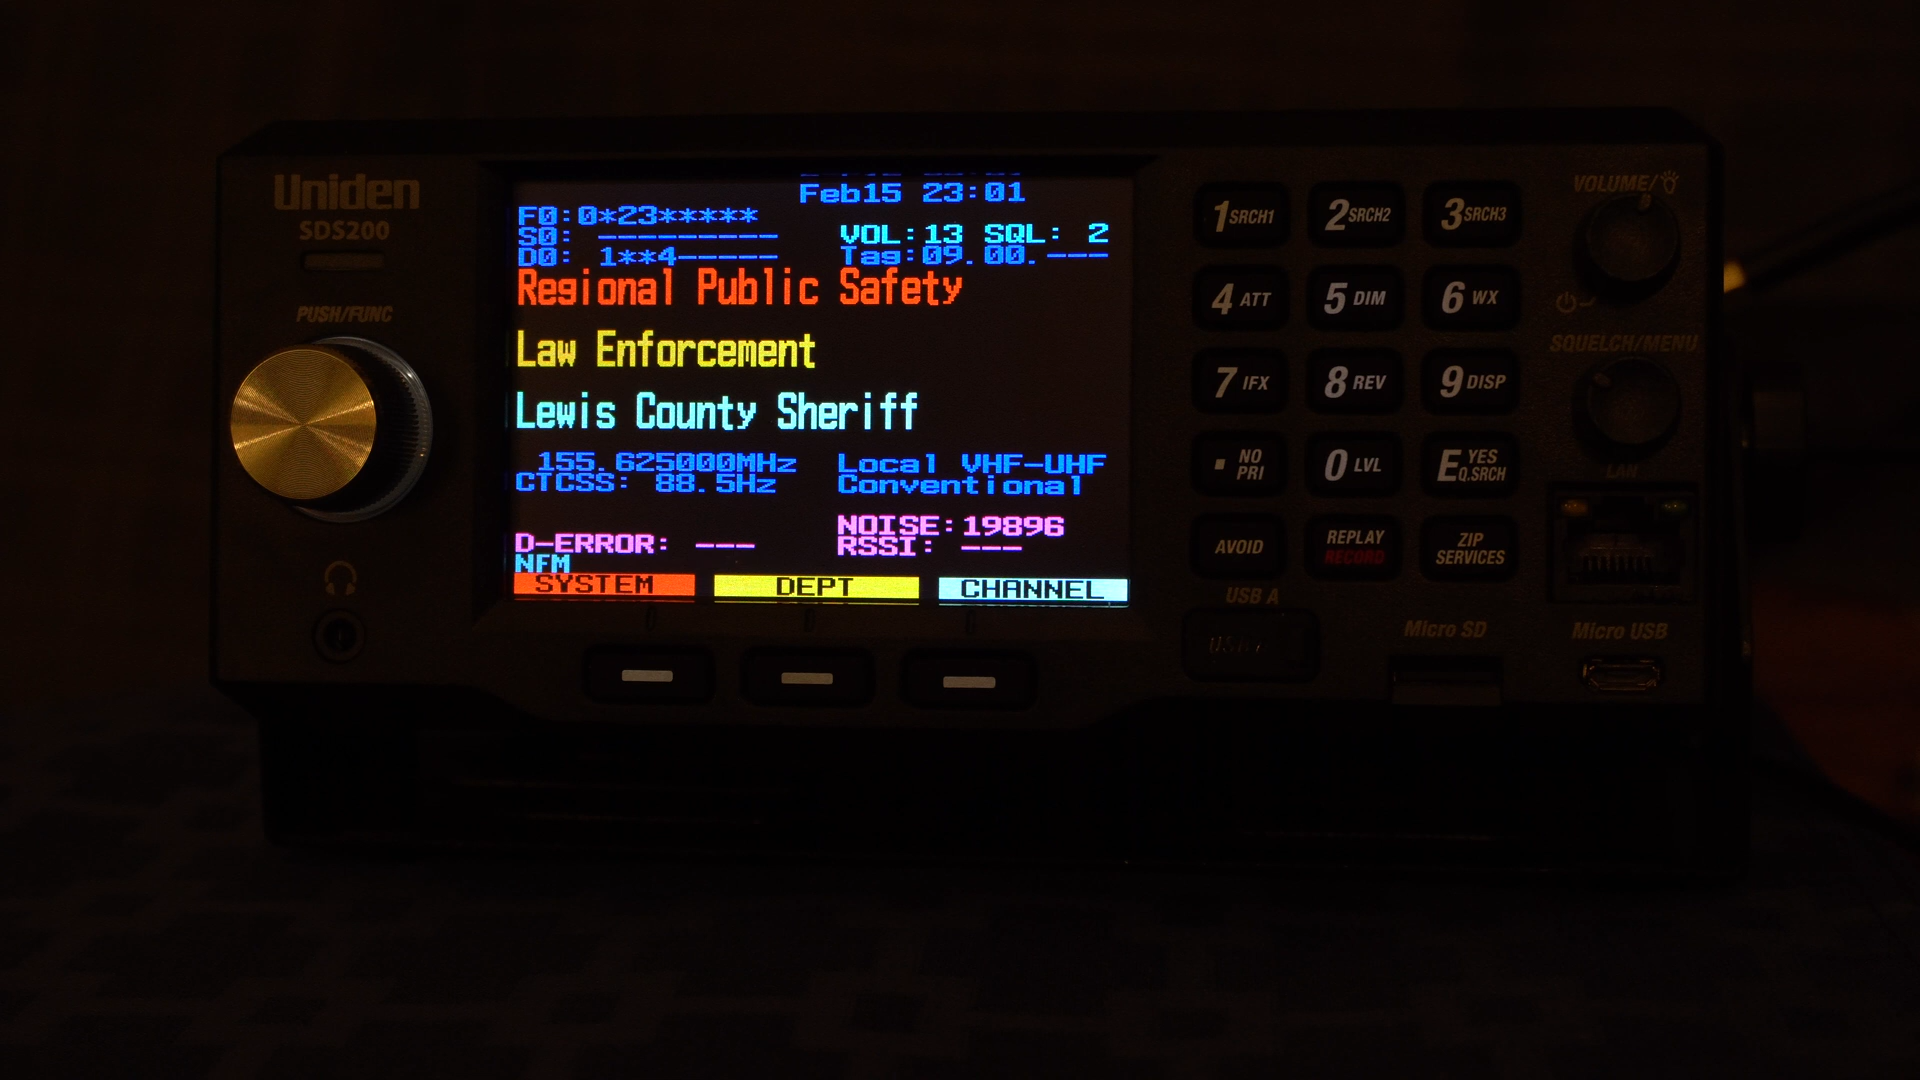 Uniden
SDS200
PUSH/FUNC
Feb15 23:01
F0:0*23*****
S0: ---------
VOL:13 SQL: 2
D0: 1**4-----
Tag:09.00.---
Regional Public Safety
Law Enforcement
Lewis County Sheriff
155.625000MHz
Local VHF-UHF
CTCSS: 88.5Hz
Conventional
NOISE:19896
D-ERROR: ---
RSSI: ---
NFM
SYSTEM DEPT CHANNEL
1 SRCH1 2 SRCH2 3 SRCH3
4 ATT 5 DIM 6 WX
7 IFX 8 REV 9 DISP
. NO PRI 0 LVL E YES Q.SRCH
AVOID REPLAY RECORD ZIP SERVICES
VOLUME/
SQUELCH/MENU
LAN
USB A
Micro SD
Micro USB